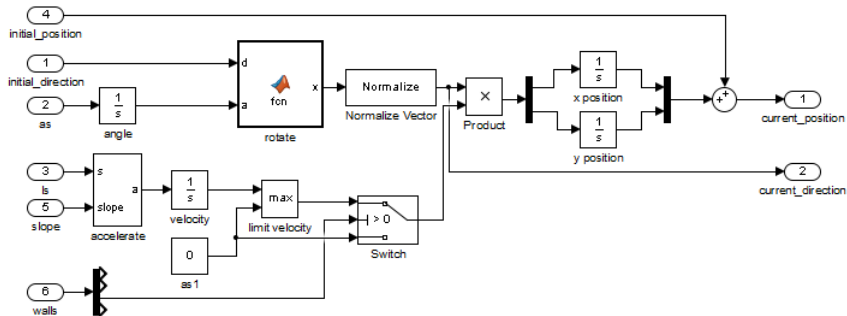 4
initial_position
1
initial_direction
2
as
1
s
angle
d
a
fcn
x
rotate
Normalize
Normalize Vector
×
Product
1
s
x position
1
s
y position
+
+
1
current_position
2
current_direction
3
ls
5
slope
s
slope
a
accelerate
1
s
velocity
max
limit velocity
0
as1
> 0
Switch
6
walls